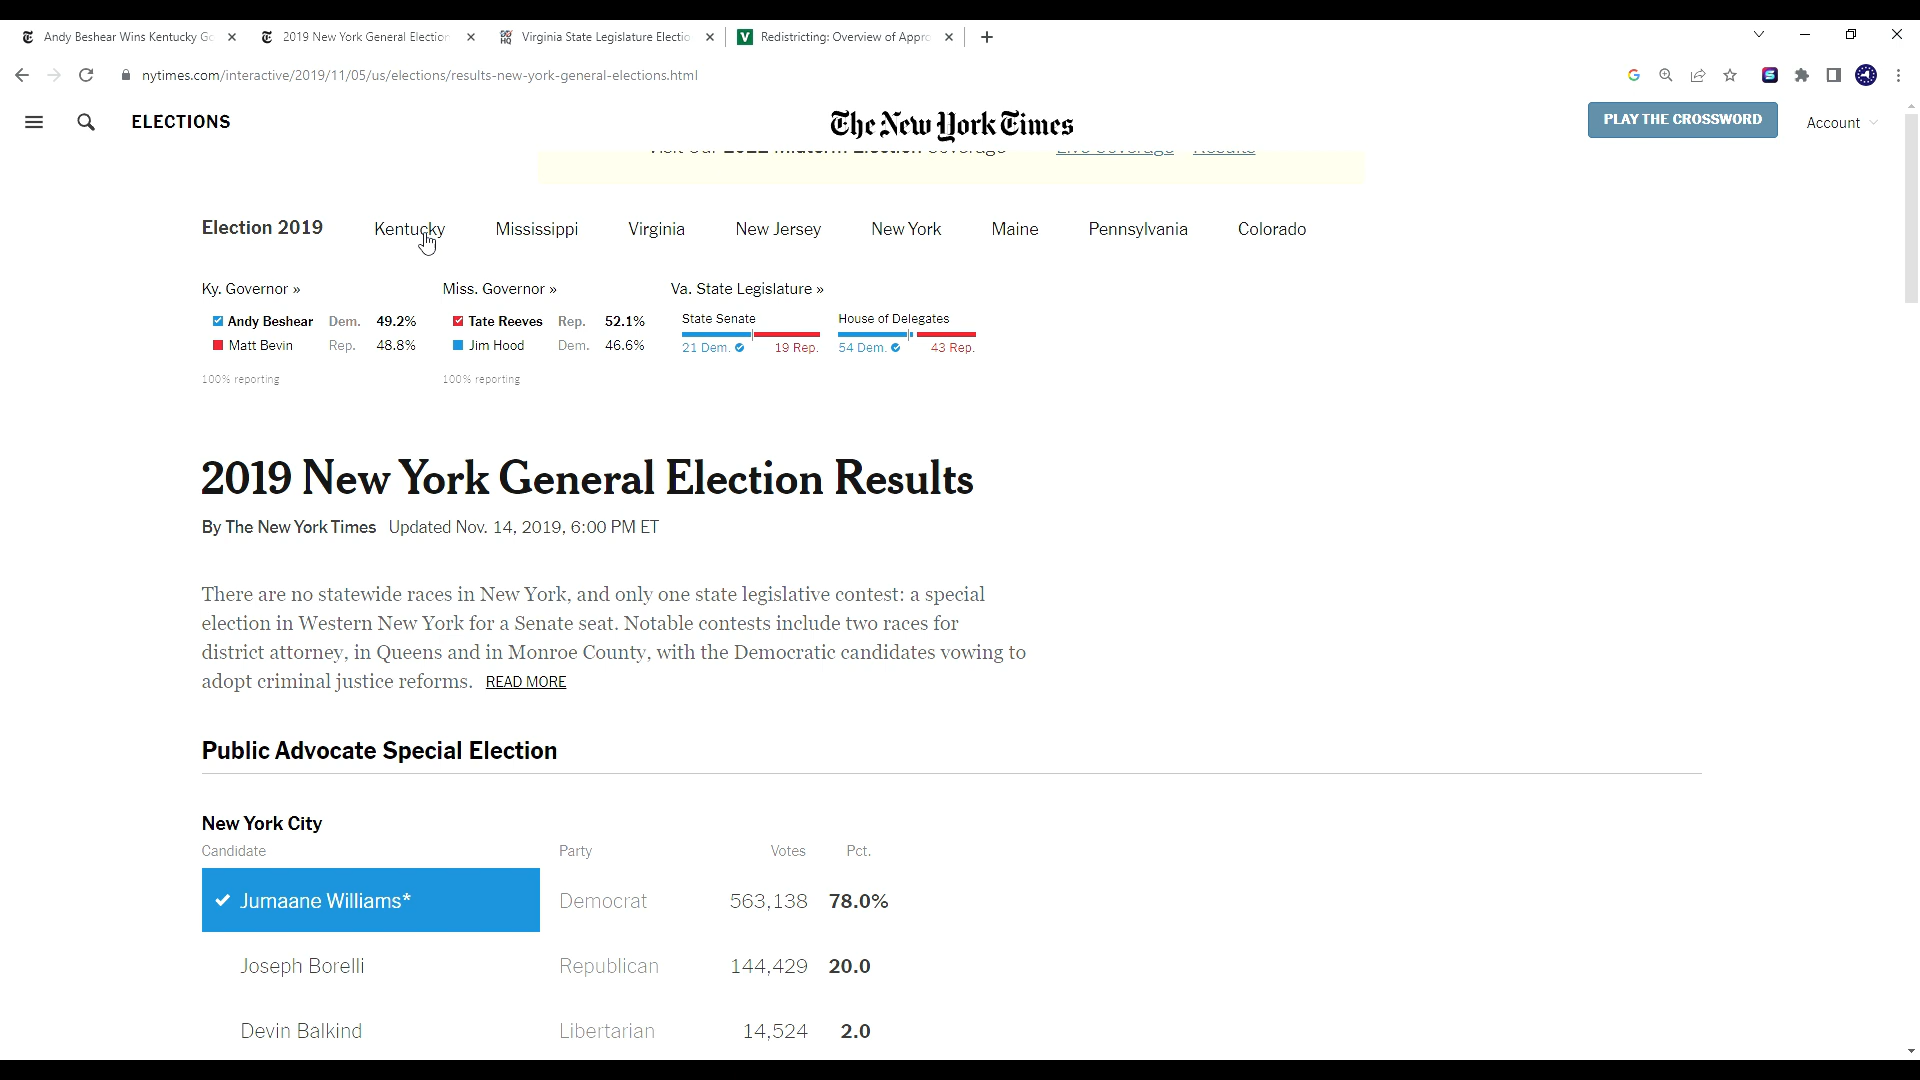 Andy Beshear Wins Kentucky Go
2019 New York General Election
Virginia State Legislature Electio
Redistricting: Overview of Appro
nytimes.com/interactive/2019/11/05/us/elections/results-new-york-general-elections.html
ELECTIONS
The New York Times
PLAY THE CROSSWORD
Account
Election 2019 Kentucky Mississippi Virginia New Jersey New York Maine Pennsylvania Colorado
Ky. Governor »
Andy Beshear Dem. 49.2%
Matt Bevin Rep. 48.8%
100% reporting
Miss. Governor »
Tate Reeves Rep. 52.1%
Jim Hood Dem. 46.6%
100% reporting
Va. State Legislature »
State Senate
21 Dem. 19 Rep.
House of Delegates
54 Dem. 43 Rep.
2019 New York General Election Results
By The New York Times Updated Nov. 14, 2019, 6:00 PM ET
There are no statewide races in New York, and only one state legislative contest: a special
election in Western New York for a Senate seat. Notable contests include two races for
district attorney, in Queens and in Monroe County, with the Democratic candidates vowing to
adopt criminal justice reforms. READ MORE
Public Advocate Special Election
New York City
Candidate Party Votes Pct.
Jumaane Williams* Democrat 563,138 78.0%
Joseph Borelli Republican 144,429 20.0
Devin Balkind Libertarian 14,524 2.0